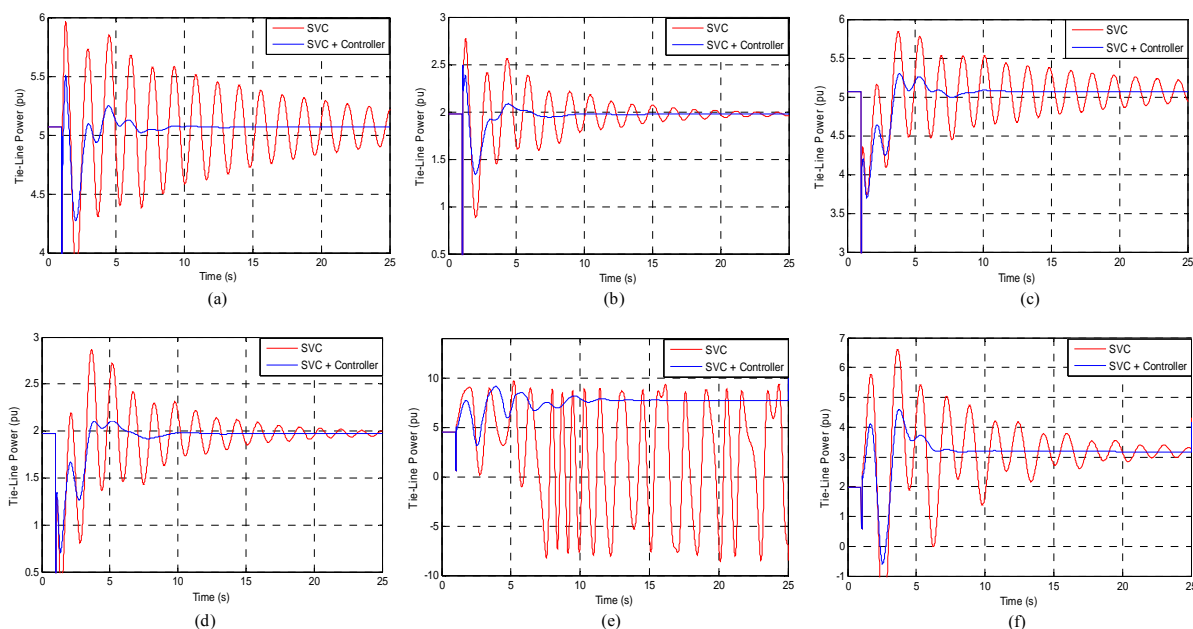 6
5.5
5
4.5
4
Tie-Line Power (pu)
SVC
SVC + Controller
0 5 10 15 20 25
Time (s)
(a)
3
2.5
2
1.5
1
0.5
Tie-Line Power (pu)
SVC
SVC + Controller
0 5 10 15 20 25
Time (s)
(b)
6
5.5
5
4.5
4
3.5
3
Tie-Line Power (pu)
SVC
SVC + Controller
0 5 10 15 20 25
Time (s)
(c)
3
2.5
2
1.5
1
0.5
Tie-Line Power (pu)
SVC
SVC + Controller
0 5 10 15 20 25
Time (s)
(d)
10
5
0
-5
-10
Tie-Line Power (pu)
SVC
SVC + Controller
0 5 10 15 20 25
Time (s)
(e)
7
6
5
4
3
2
1
0
-1
Tie-Line Power (pu)
SVC
SVC + Controller
0 5 10 15 20 25
Time (s)
(f)